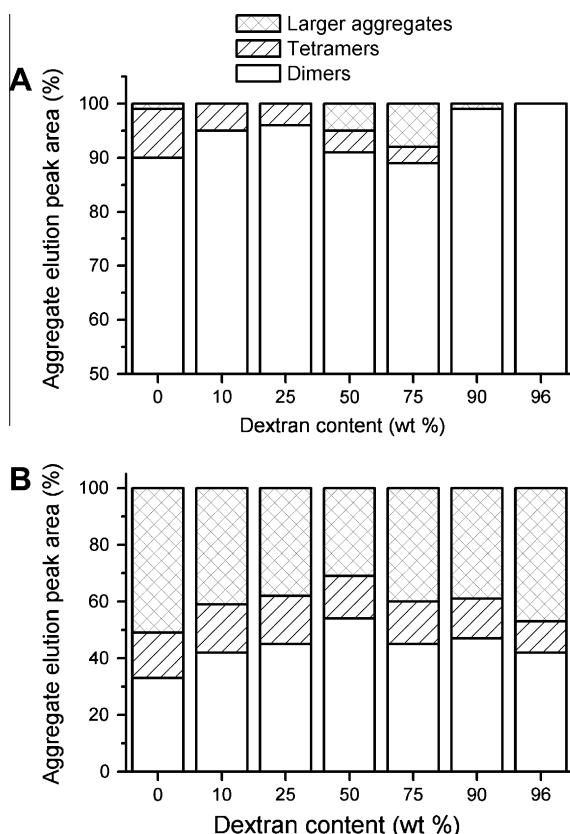 Larger aggregates
Tetramers
Dimers
A
Aggregate elution peak area (%)
100
90
80
70
60
50
0 10 25 50 75 90 96
Dextran content (wt %)
B
Aggregate elution peak area (%)
100
80
60
40
20
0
0 10 25 50 75 90 96
Dextran content (wt %)